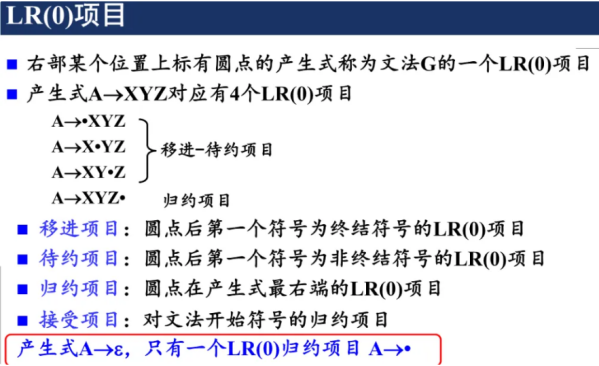 LR(0)项目
■ 右部某个位置上标有圆点的产生式称为文法G的一个LR(0)项目
■ 产生式A→XYZ对应有4个LR(0)项目
A→•XYZ
A→X•YZ
移进-待约项目
A→XY•Z
A→XYZ• 归约项目
■ 移进项目：圆点后第一个符号为终结符号的LR(0)项目
■ 待约项目：圆点后第一个符号为非终结符号的LR(0)项目
■ 归约项目：圆点在产生式最右端的LR(0)项目
■ 接受项目：对文法开始符号的归约项目
产生式A→ε，只有一个LR(0)归约项目 A→•